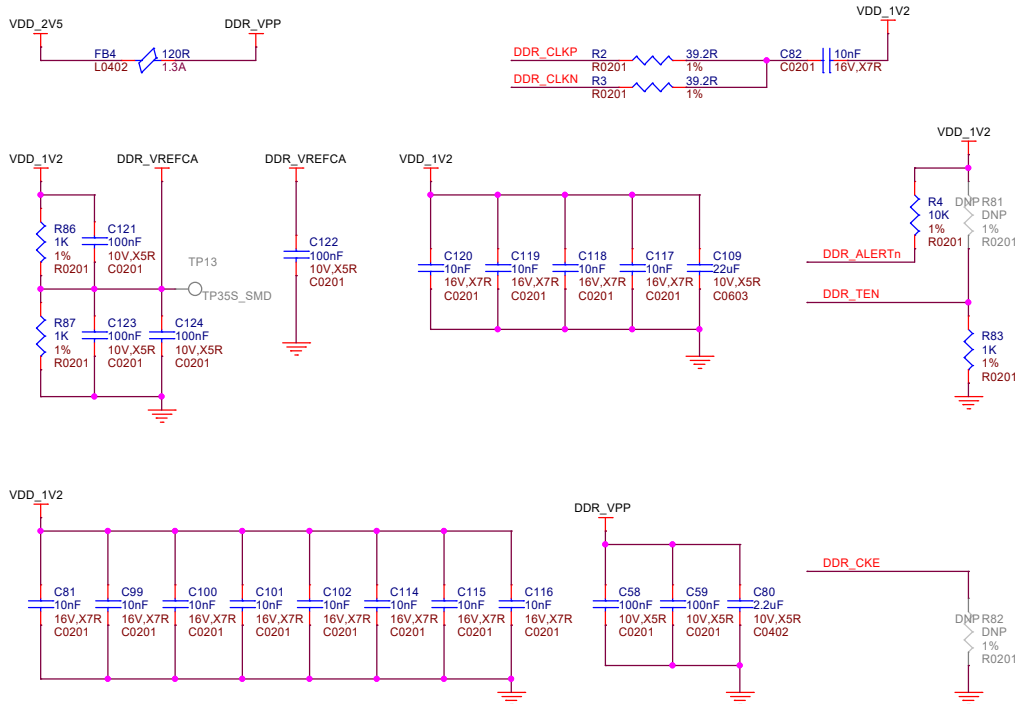 VDD_2V5
DDR_VPP
FB4 120R
L0402 1.3A
VDD_1V2
DDR_CLKP R2 39.2R C82 10nF
R0201 1% C0201 16V,X7R
DDR_CLKN R3 39.2R
R0201 1%
VDD_1V2
DDR_VREFCA
R86
1K
1%
R0201
C121
100nF
10V,X5R
C0201
TP13
TP35S_SMD
R87
1K
1%
R0201
C123
100nF
10V,X5R
C0201
C124
100nF
10V,X5R
C0201
DDR_VREFCA
C122
100nF
10V,X5R
C0201
VDD_1V2
C120
10nF
16V,X7R
C0201
C119
10nF
16V,X7R
C0201
C118
10nF
16V,X7R
C0201
C117
10nF
16V,X7R
C0201
C109
22uF
10V,X5R
C0603
VDD_1V2
R4
10K
1%
R0201
DNP R81
DNP
1%
R0201
DDR_ALERTn
DDR_TEN
R83
1K
1%
R0201
VDD_1V2
C81
10nF
16V,X7R
C0201
C99
10nF
16V,X7R
C0201
C100
10nF
16V,X7R
C0201
C101
10nF
16V,X7R
C0201
C102
10nF
16V,X7R
C0201
C114
10nF
16V,X7R
C0201
C115
10nF
16V,X7R
C0201
C116
10nF
16V,X7R
C0201
DDR_VPP
C58
100nF
10V,X5R
C0201
C59
100nF
10V,X5R
C0201
C80
2.2uF
10V,X5R
C0402
DDR_CKE
DNP R82
DNP
1%
R0201